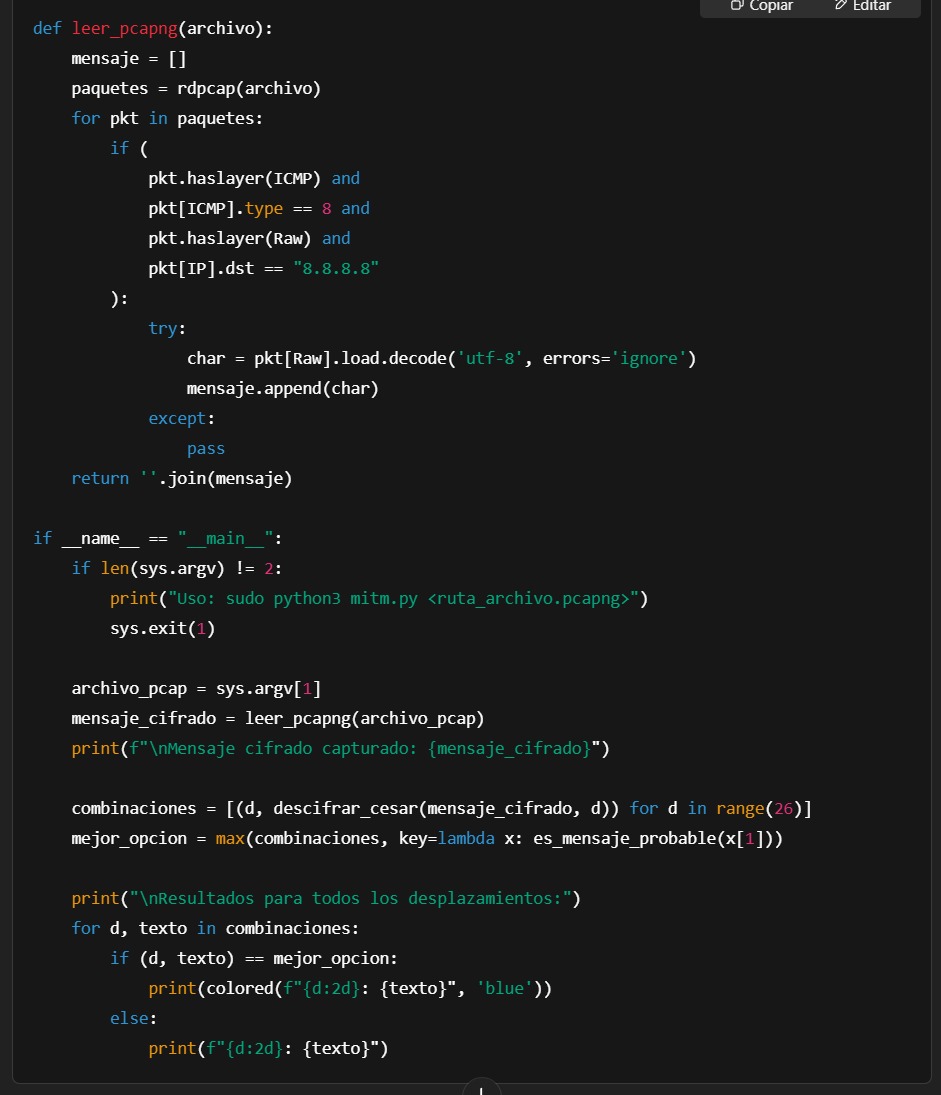 Copiar Editar
def leer_pcapng(archivo):
    mensaje = []
    paquetes = rdpcap(archivo)
    for pkt in paquetes:
        if (
            pkt.haslayer(ICMP) and
            pkt[ICMP].type == 8 and
            pkt.haslayer(Raw) and
            pkt[IP].dst == "8.8.8.8"
        ):
            try:
                char = pkt[Raw].load.decode('utf-8', errors='ignore')
                mensaje.append(char)
            except:
                pass
    return ''.join(mensaje)

if __name__ == "__main__":
    if len(sys.argv) != 2:
        print("Uso: sudo python3 mitm.py <ruta_archivo.pcapng>")
        sys.exit(1)

    archivo_pcap = sys.argv[1]
    mensaje_cifrado = leer_pcapng(archivo_pcap)
    print(f"\nMensaje cifrado capturado: {mensaje_cifrado}")

    combinaciones = [(d, descifrar_cesar(mensaje_cifrado, d)) for d in range(26)]
    mejor_opcion = max(combinaciones, key=lambda x: es_mensaje_probable(x[1]))

    print("\nResultados para todos los desplazamientos:")
    for d, texto in combinaciones:
        if (d, texto) == mejor_opcion:
            print(colored(f"{d:2d}: {texto}", 'blue'))
        else:
            print(f"{d:2d}: {texto}")